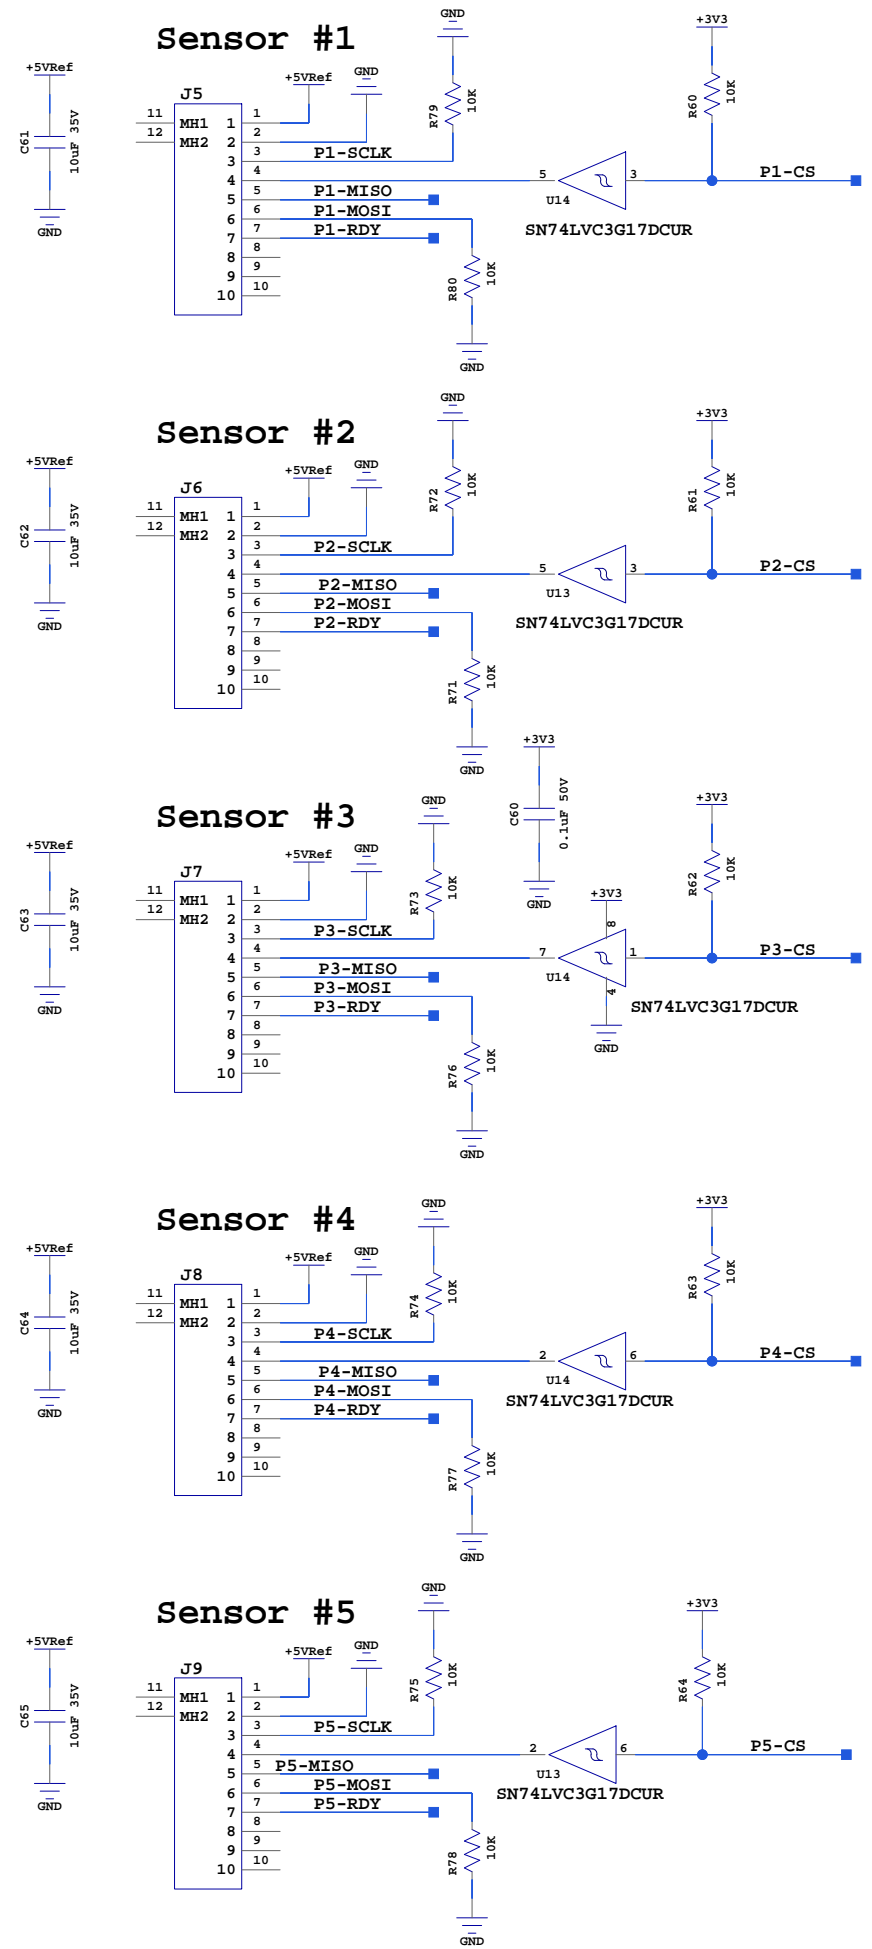 Sensor #1
+5VRef
C61
10uF 35V
GND
J5
11 MH1
12 MH2
1 1
2 2
3 3
4 4
5 5
6 6
7 7
8 8
9 9
10 10
+5VRef
GND
P1-SCLK
P1-MISO
P1-MOSI
P1-RDY
GND
R79
10K
R80
10K
GND
5
3
U14
SN74LVC3G17DCUR
+3V3
R60
10K
P1-CS
Sensor #2
+5VRef
C62
10uF 35V
GND
J6
11 MH1
12 MH2
1 1
2 2
3 3
4 4
5 5
6 6
7 7
8 8
9 9
10 10
+5VRef
GND
P2-SCLK
P2-MISO
P2-MOSI
P2-RDY
GND
R72
10K
R71
10K
GND
5
3
U13
SN74LVC3G17DCUR
+3V3
R61
10K
P2-CS
Sensor #3
+5VRef
C63
10uF 35V
GND
J7
11 MH1
12 MH2
1 1
2 2
3 3
4 4
5 5
6 6
7 7
8 8
9 9
10 10
+5VRef
GND
P3-SCLK
P3-MISO
P3-MOSI
P3-RDY
GND
R73
10K
R76
10K
GND
+3V3
C60
0.1uF 50V
GND
+3V3
8
7
1
U14
4
GND
SN74LVC3G17DCUR
+3V3
R62
10K
P3-CS
Sensor #4
+5VRef
C64
10uF 35V
GND
J8
11 MH1
12 MH2
1 1
2 2
3 3
4 4
5 5
6 6
7 7
8 8
9 9
10 10
+5VRef
GND
P4-SCLK
P4-MISO
P4-MOSI
P4-RDY
GND
R74
10K
R77
10K
GND
2
6
U14
SN74LVC3G17DCUR
+3V3
R63
10K
P4-CS
Sensor #5
+5VRef
C65
10uF 35V
GND
J9
11 MH1
12 MH2
1 1
2 2
3 3
4 4
5 5
6 6
7 7
8 8
9 9
10 10
+5VRef
GND
P5-SCLK
P5-MISO
P5-MOSI
P5-RDY
GND
R75
10K
R78
10K
GND
2
6
U13
SN74LVC3G17DCUR
+3V3
R64
10K
P5-CS